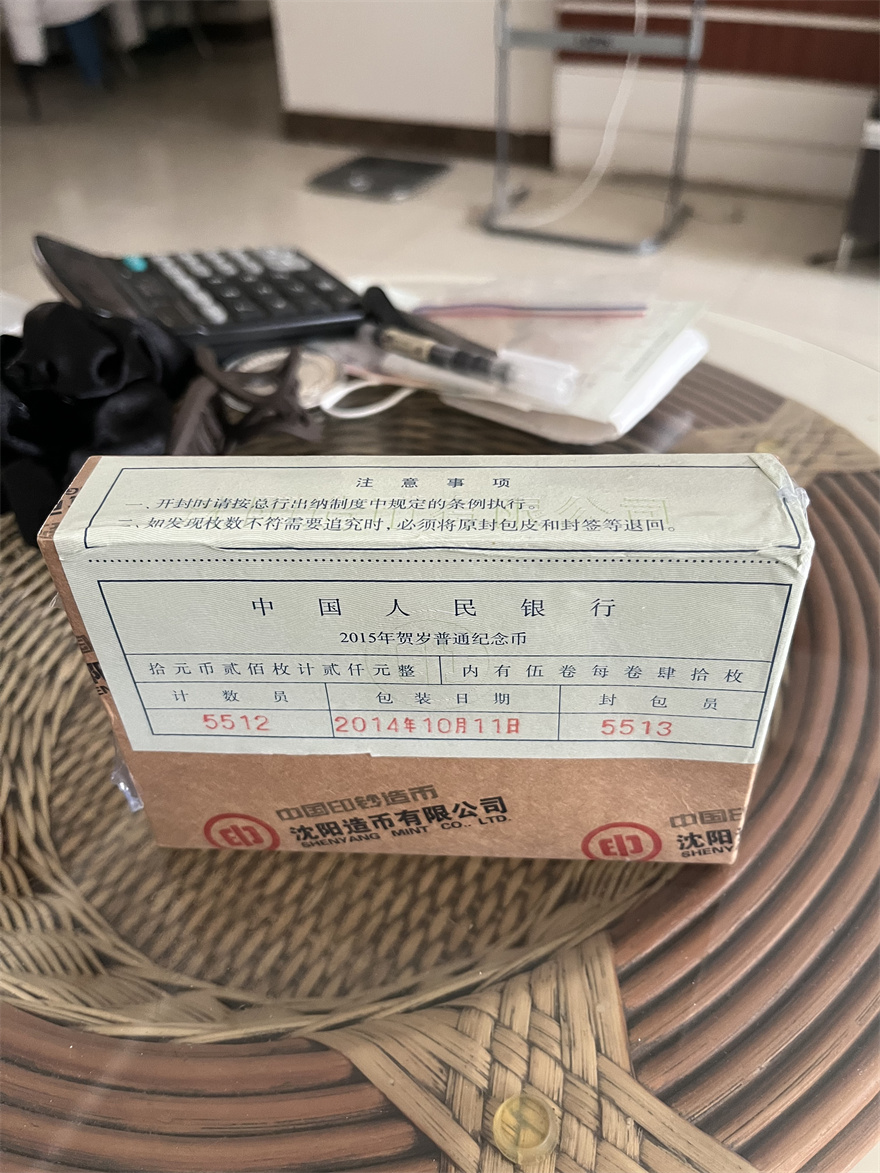 注意事项
一、开封时请按总行出纳制度中规定的条例执行。
二、如发现枚数不符需要追究时，必须将原封包皮和封签等退回。
中国人民银行
2015年贺岁普通纪念币
拾元币贰佰枚计贰仟元整 内有伍卷每卷肆拾枚
计数员 包装日期 封包员
5512 2014年10月11日 5513
中国印钞造币
沈阳造币有限公司
SHENYANG MINT CO., LTD.
中国印
沈阳造
SHENY